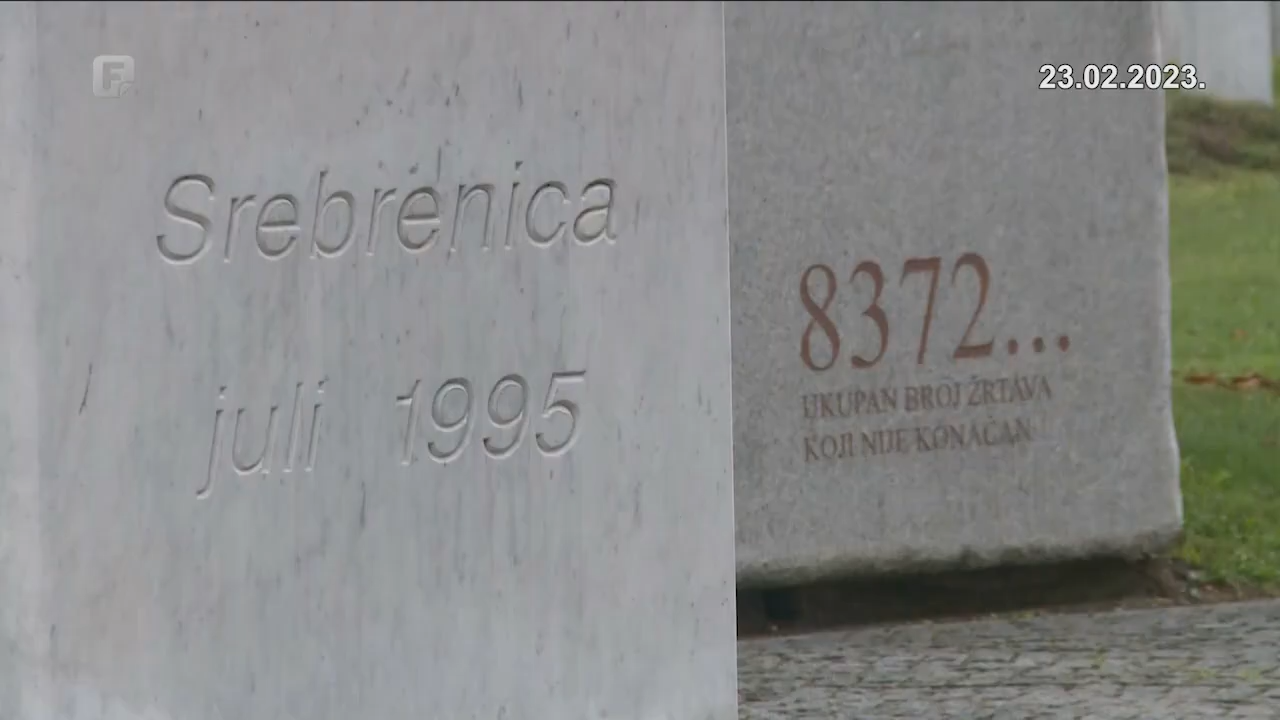 F
23.02.2023.
Srebrenica
juli 1995
8372...
UKUPAN BROJ ŽRTAVA
KOJI NIJE KONAČAN